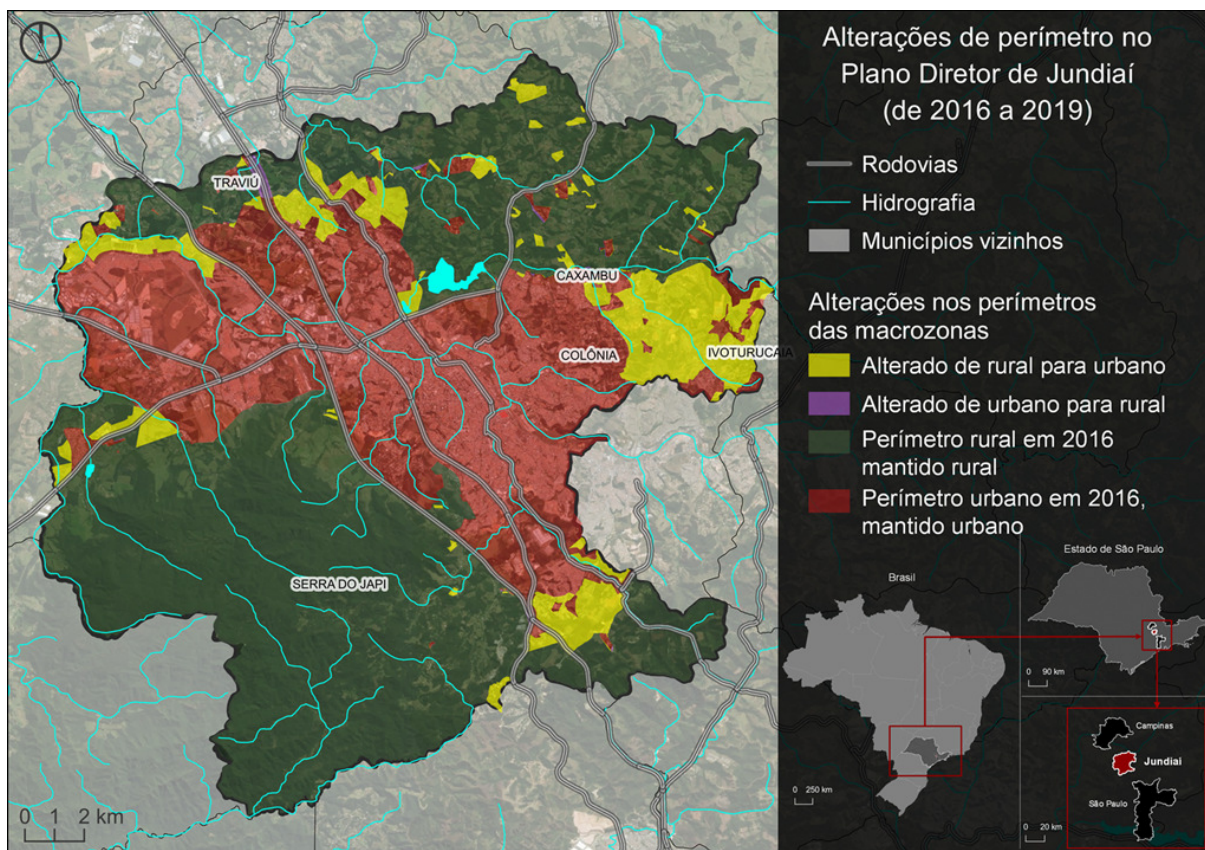 Alterações de perímetro no
Plano Diretor de Jundiaí
(de 2016 a 2019)
Rodovias
Hidrografia
Municípios vizinhos
Alterações nos perímetros
das macrozonas
Alterado de rural para urbano
Alterado de urbano para rural
Perímetro rural em 2016
mantido rural
Perímetro urbano em 2016,
mantido urbano
TRAVIÚ
CAXAMBU
COLÔNIA
IVOTURUCAIA
SERRA DO JAPI
0 1 2 km
Brasil
0 250 km
Estado de São Paulo
0 90 km
Campinas
Jundiaí
São Paulo
0 20 km